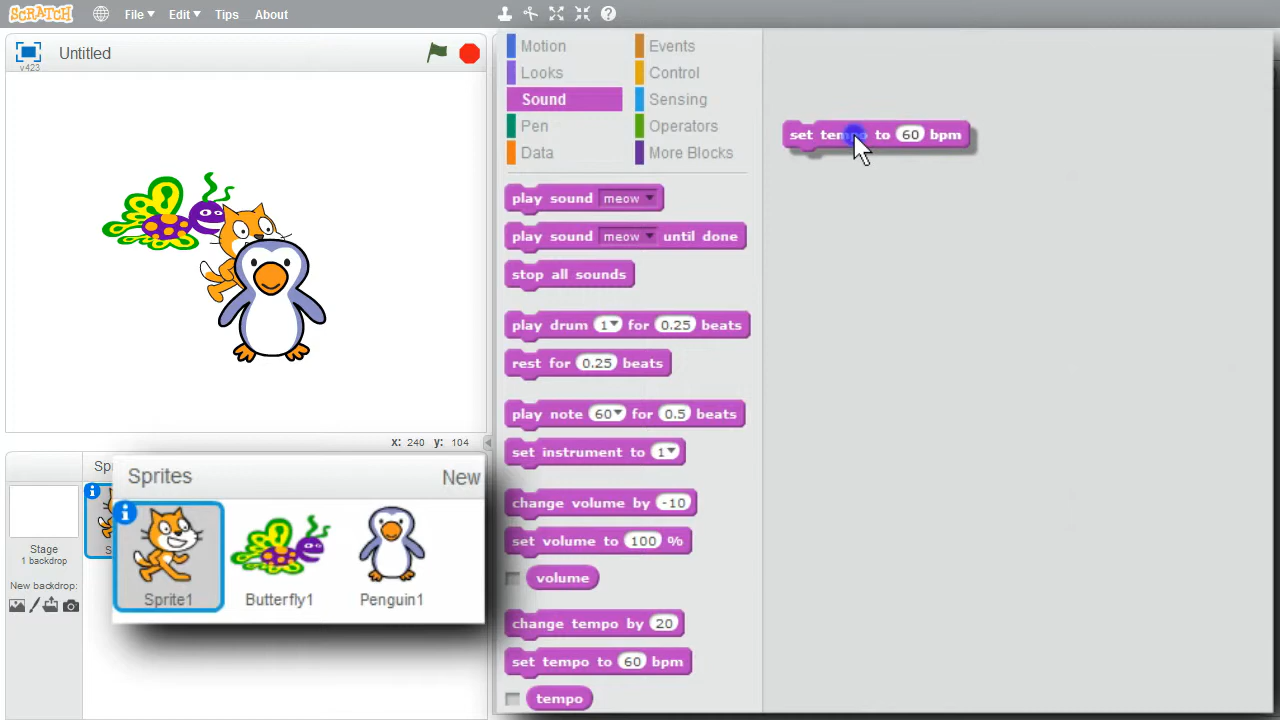 SCRATCH File Edit Tips About
Untitled
v423
x: 240 y: 104
Sprites New
Sprite1 Butterfly1 Penguin1
Stage
1 backdrop
New backdrop:
Motion Events
Looks Control
Sound Sensing
Pen Operators
Data More Blocks
play sound meow
play sound meow until done
stop all sounds
play drum 1 for 0.25 beats
rest for 0.25 beats
play note 60 for 0.5 beats
set instrument to 1
change volume by -10
set volume to 100 %
volume
change tempo by 20
set tempo to 60 bpm
tempo
set tempo to 60 bpm